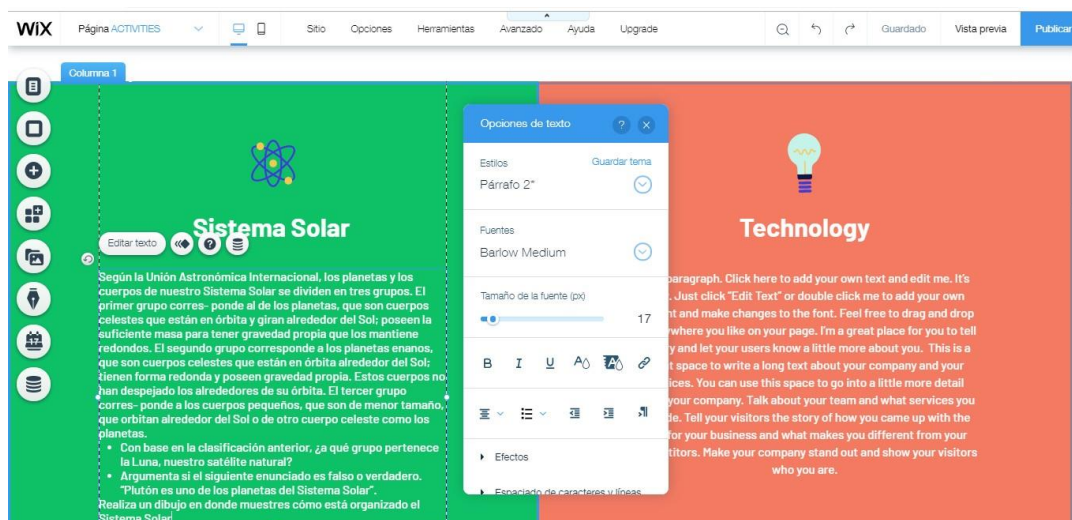 WiX Página ACTIVITIES Sitio Opciones Herramientas Avanzado Ayuda Upgrade Guardado Vista previa Publicar
Columna 1
Sistema Solar
Editar texto
Según la Unión Astronómica Internacional, los planetas y los
cuerpos de nuestro Sistema Solar se dividen en tres grupos. El
primer grupo corres- ponde al de los planetas, que son cuerpos
celestes que están en órbita y giran alrededor del Sol; poseen la
suficiente masa para tener gravedad propia que los mantiene
redondos. El segundo grupo corresponde a los planetas enanos,
que son cuerpos celestes que están en órbita alrededor del Sol;
tienen forma redonda y poseen gravedad propia. Estos cuerpos no
han despejado los alrededores de su órbita. El tercer grupo
corres- ponde a los cuerpos pequeños, que son de menor tamaño,
que orbitan alrededor del Sol o de otro cuerpo celeste como los
planetas.
• Con base en la clasificación anterior, ¿a qué grupo pertenece
la Luna, nuestro satélite natural?
• Argumenta si el siguiente enunciado es falso o verdadero.
"Plutón es uno de los planetas del Sistema Solar".
Realiza un dibujo en donde muestres cómo está organizado el
Sistema Solar
Opciones de texto ?
Estilos Guardar tema
Párrafo 2*
Fuentes
Barlow Medium
Tamaño de la fuente (px)
17
B I U A A
Efectos
Espaciado de caracteres y líneas
Technology
paragraph. Click here to add your own text and edit me. It's
. Just click "Edit Text" or double click me to add your own
nt and make changes to the font. Feel free to drag and drop
where you like on your page. I'm a great place for you to tell
y and let your users know a little more about you. This is a
t space to write a long text about your company and your
ices. You can use this space to go into a little more detail
your company. Talk about your team and what services you
de. Tell your visitors the story of how you came up with the
for your business and what makes you different from your
titors. Make your company stand out and show your visitors
who you are.